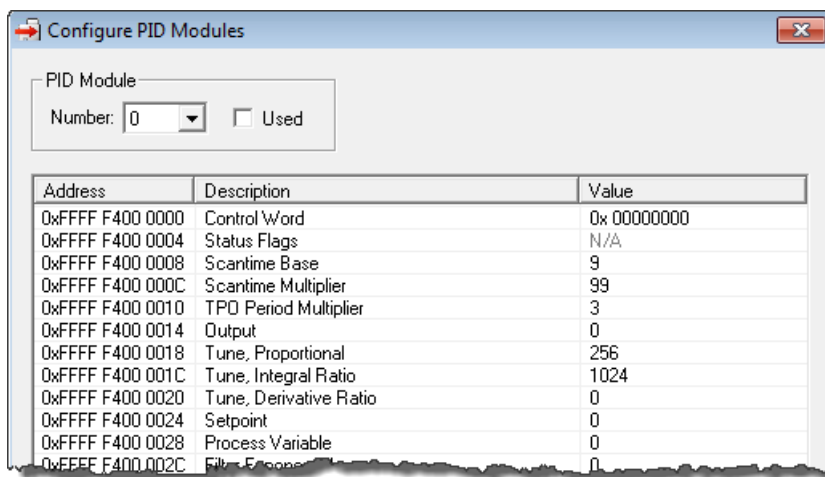 Configure PID Modules
PID Module
Number: 0 Used
Address Description Value
0xFFFF F400 0000 Control Word 0x 00000000
0xFFFF F400 0004 Status Flags N/A
0xFFFF F400 0008 Scantime Base 9
0xFFFF F400 000C Scantime Multiplier 99
0xFFFF F400 0010 TPO Period Multiplier 3
0xFFFF F400 0014 Output 0
0xFFFF F400 0018 Tune, Proportional 256
0xFFFF F400 001C Tune, Integral Ratio 1024
0xFFFF F400 0020 Tune, Derivative Ratio 0
0xFFFF F400 0024 Setpoint 0
0xFFFF F400 0028 Process Variable 0
0xFFFF F400 002C 0